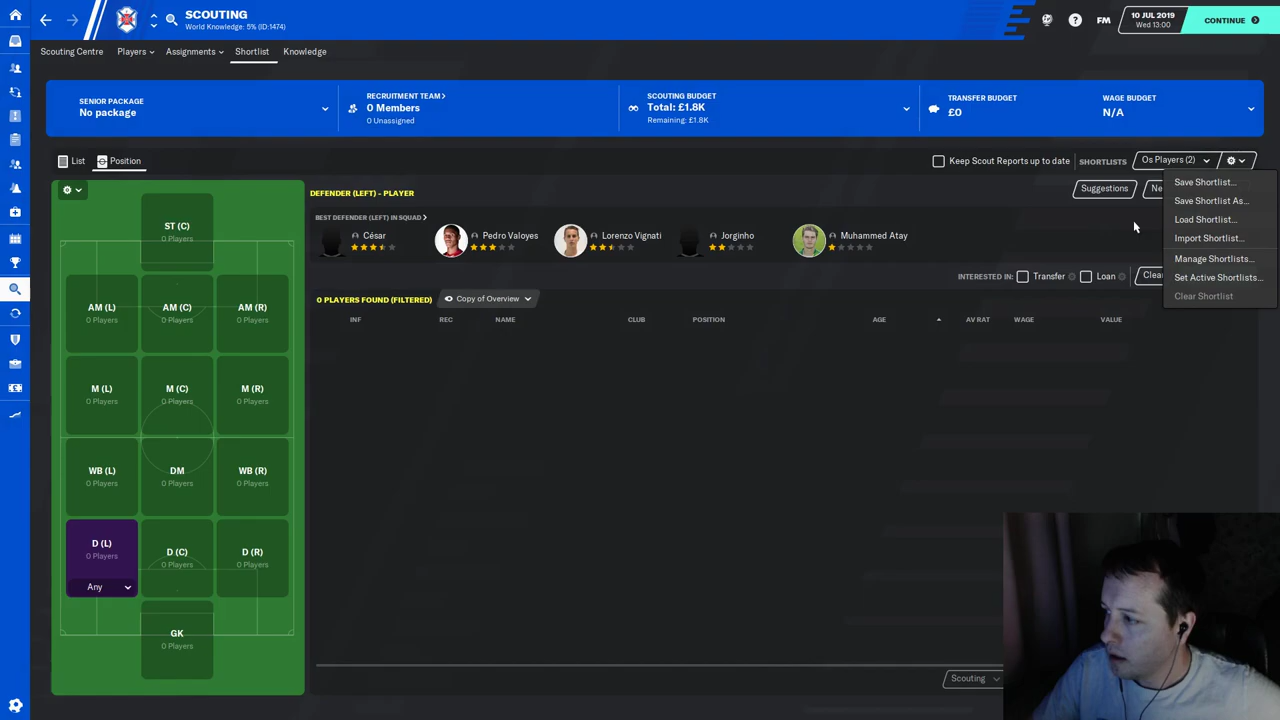 SCOUTING
World Knowledge: 5% (ID:1474)
FM
10 JUL 2019
Wed 13:00
CONTINUE
Scouting Centre
Players
Assignments
Shortlist
Knowledge
SENIOR PACKAGE
No package
RECRUITMENT TEAM
0 Members
0 Unassigned
SCOUTING BUDGET
Total: £1.8K
Remaining: £1.8K
TRANSFER BUDGET
£0
WAGE BUDGET
N/A
List
Position
Keep Scout Reports up to date
SHORTLISTS
Os Players (2)
DEFENDER (LEFT) - PLAYER
Suggestions
Ne
Save Shortlist...
Save Shortlist As...
Load Shortlist...
Import Shortlist...
Manage Shortlists...
Set Active Shortlists...
Clear Shortlist
BEST DEFENDER (LEFT) IN SQUAD
César
Pedro Valoyes
Lorenzo Vignati
Jorginho
Muhammed Atay
INTERESTED IN:
Transfer
Loan
Clear
0 PLAYERS FOUND (FILTERED)
Copy of Overview
INF REC NAME CLUB POSITION AGE AV RAT WAGE VALUE
ST (C)
0 Players
AM (L)
0 Players
AM (C)
0 Players
AM (R)
0 Players
M (L)
0 Players
M (C)
0 Players
M (R)
0 Players
WB (L)
0 Players
DM
0 Players
WB (R)
0 Players
D (L)
0 Players
Any
D (C)
0 Players
D (R)
0 Players
GK
0 Players
Scouting